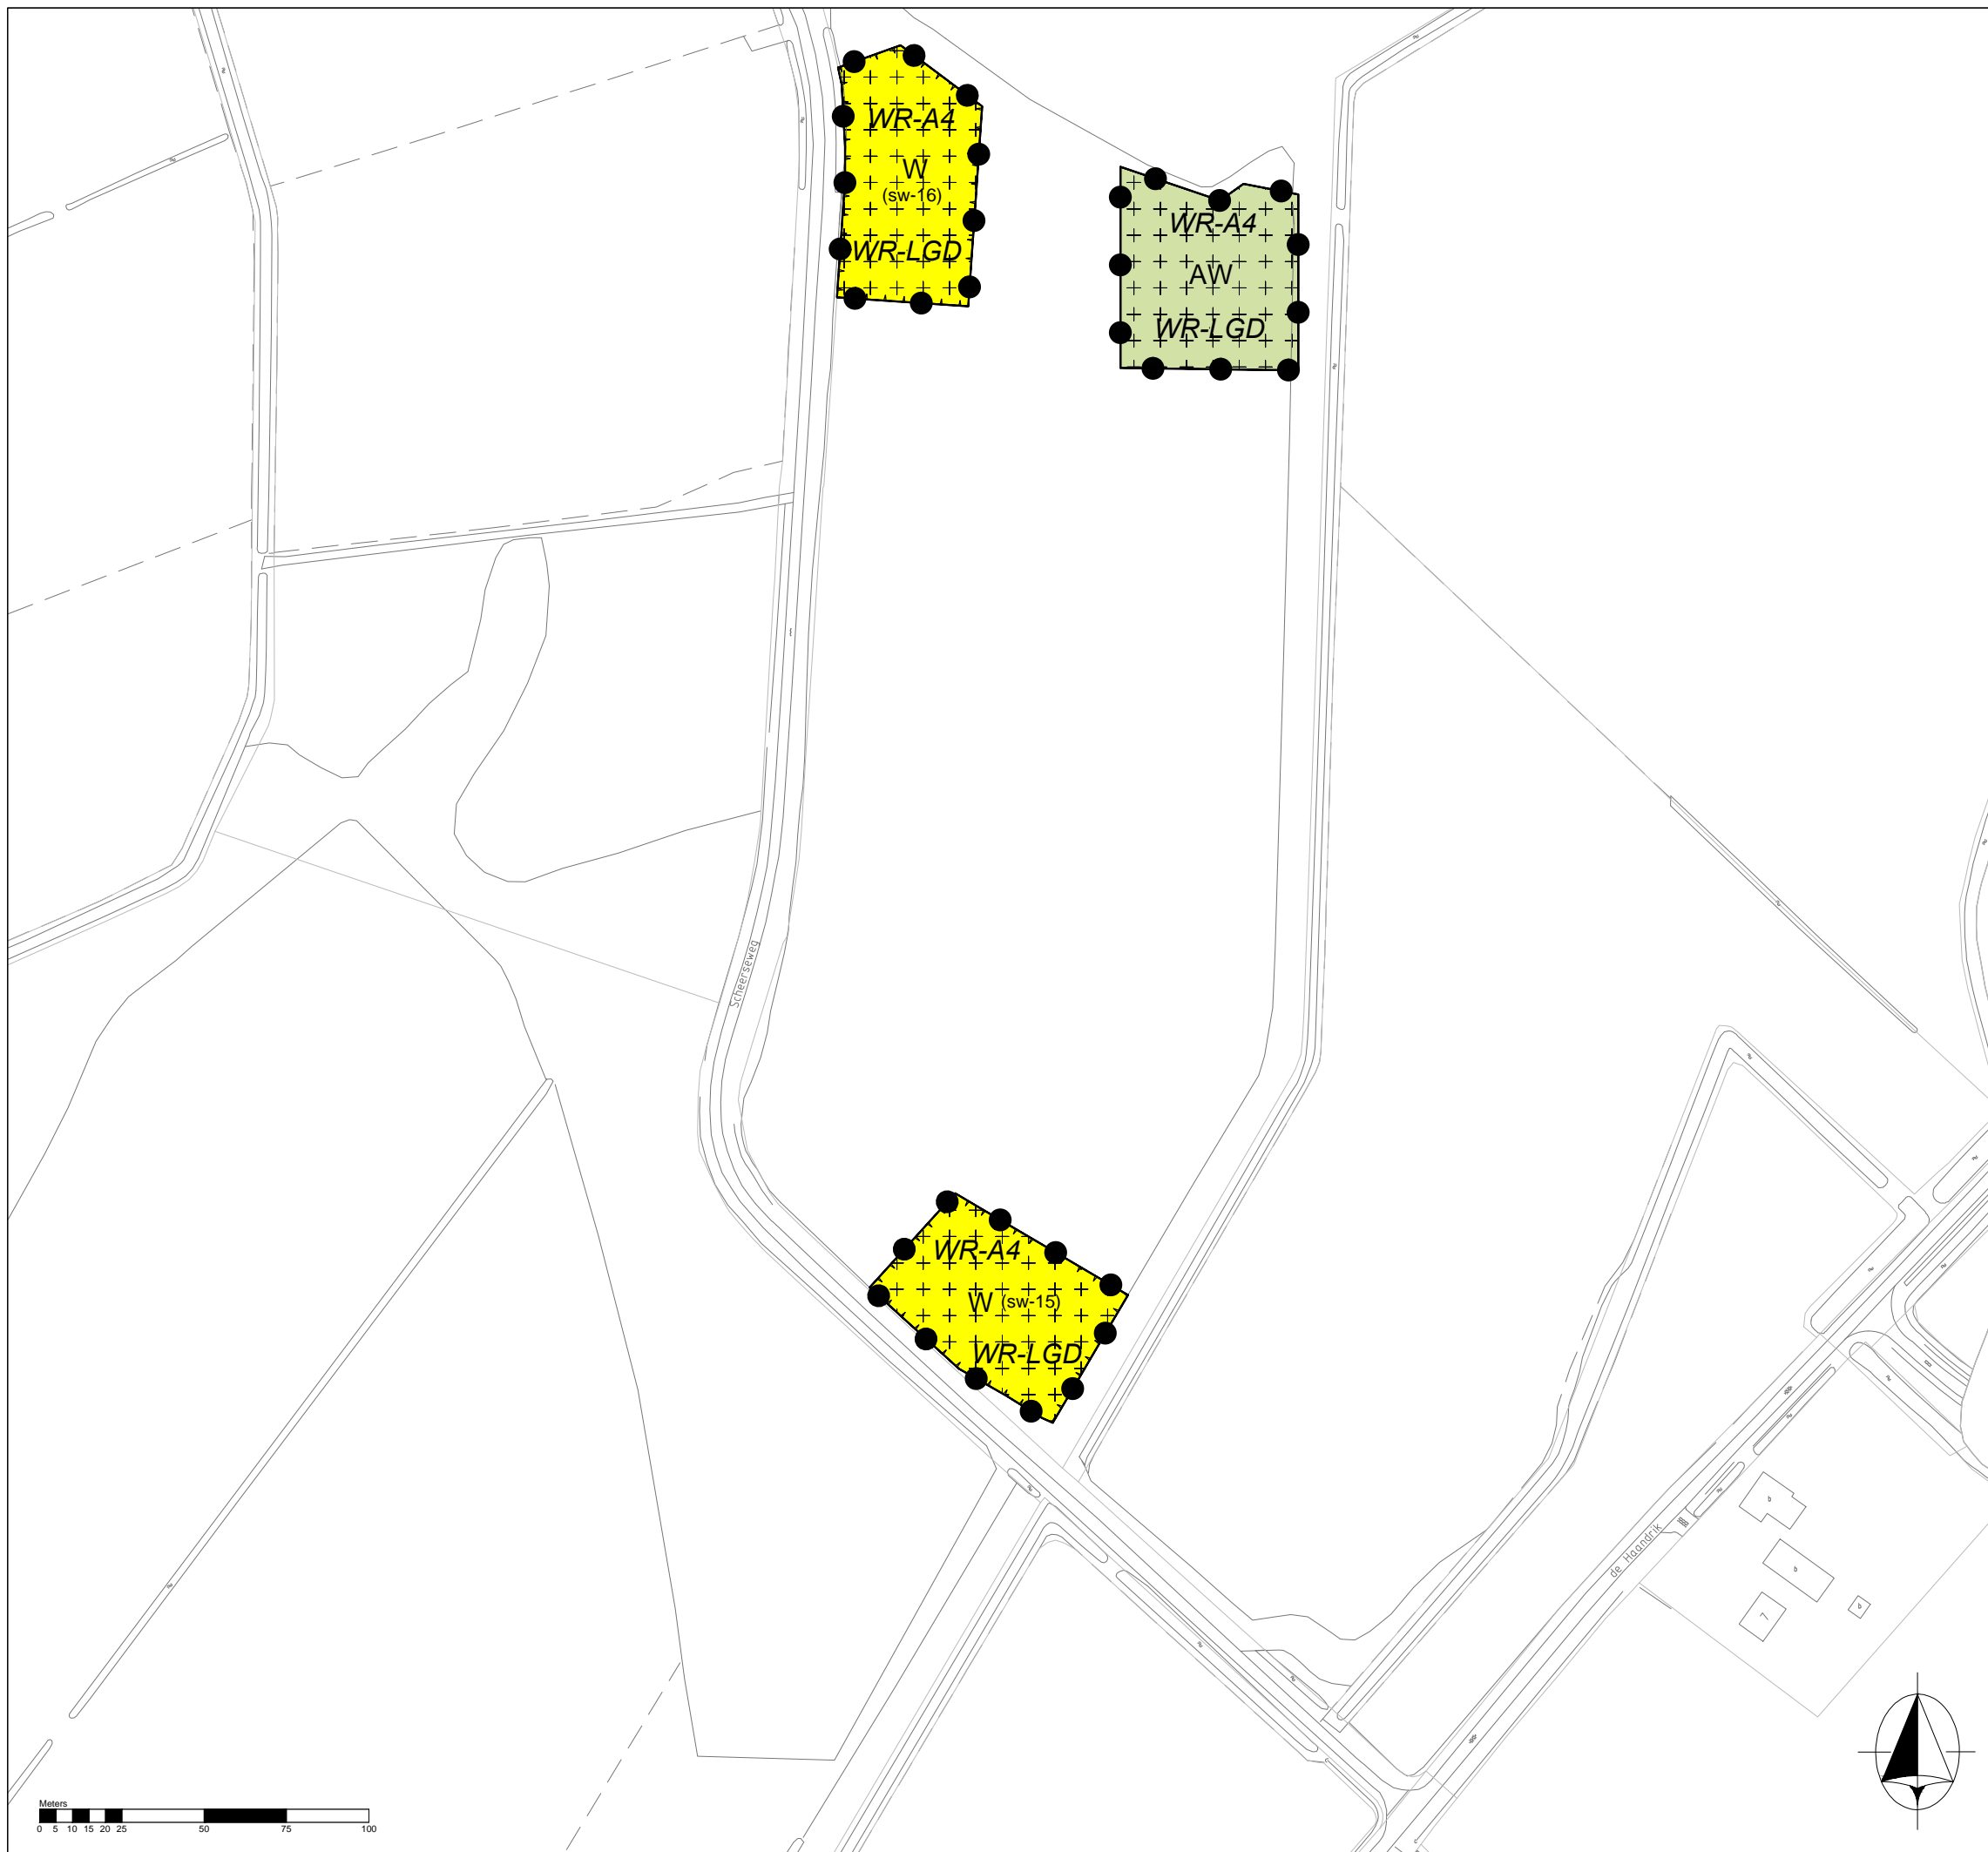 WR-A4
W
(sw-16)
WR-LGD
WR-A4
AW
WR-LGD
Scheerseweg
WR-A4
W (sw-15)
WR-LGD
de Haandrik
7
Meters
0 5 10 15 20 25 50 75 100